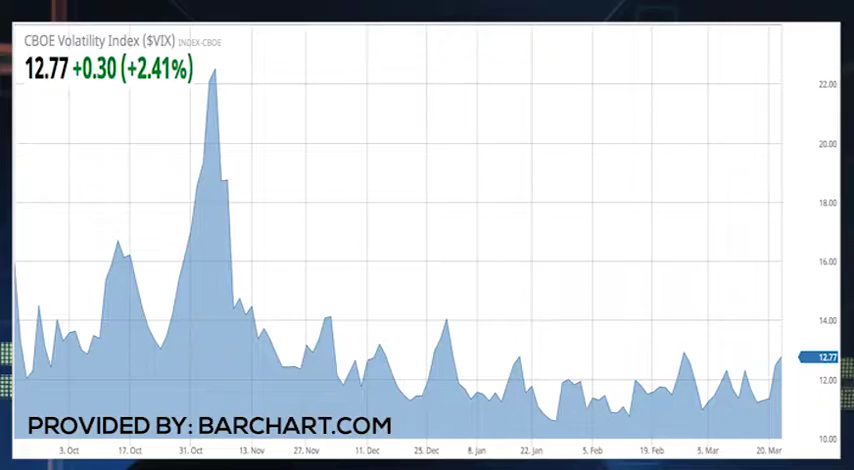 CBOE Volatility Index ($VIX) INDEX-CBOE
12.77 +0.30 (+2.41%)
22.00
20.00
18.00
16.00
14.00
12.77
12.00
10.00
PROVIDED BY: BARCHART.COM
3. Oct 17. Oct 31. Oct 13. Nov 27. Nov 11. Dec 25. Dec 8. Jan 22. Jan 5. Feb 19. Feb 5. Mar 20. Mar